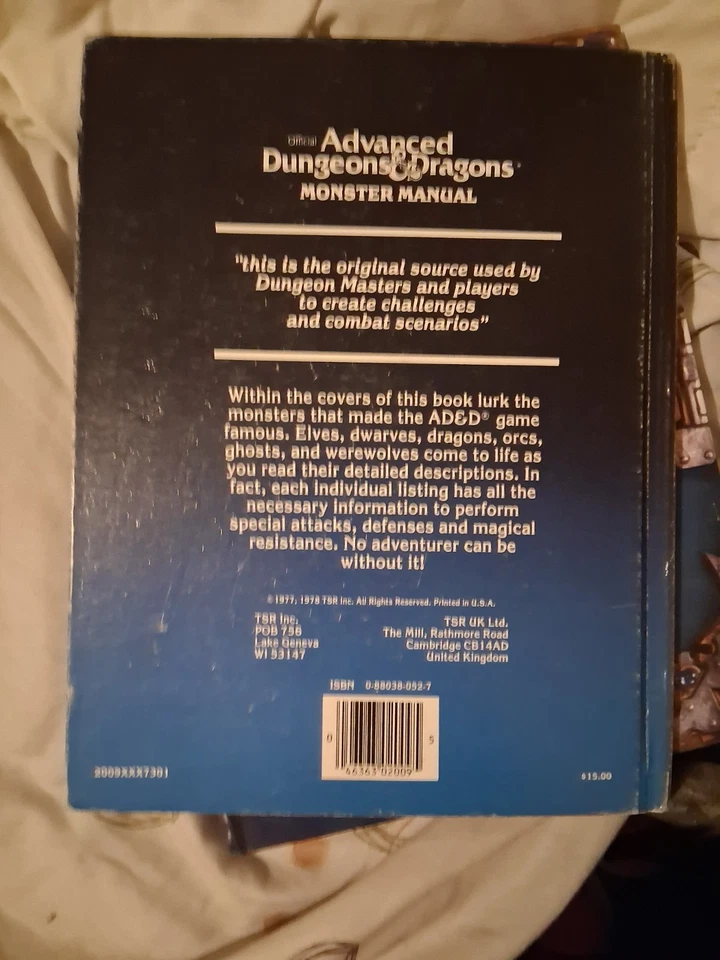 Official Advanced
Dungeons & Dragons®
MONSTER MANUAL
"this is the original source used by
Dungeon Masters and players
to create challenges
and combat scenarios"
Within the covers of this book lurk the
monsters that made the AD&D® game
famous. Elves, dwarves, dragons, orcs,
ghosts, and werewolves come to life as
you read their detailed descriptions. In
fact, each individual listing has all the
necessary information to perform
special attacks, defenses and magical
resistance. No adventurer can be
without it!
©1977, 1978 TSR Inc. All Rights Reserved. Printed in U.S.A.
TSR Inc.
POB 756
Lake Geneva
WI 53147
TSR UK Ltd.
The Mill, Rathmore Road
Cambridge CB14AD
United Kingdom
ISBN 0-88038-052-7
0 46363 02009 5
2009XXX7301
$15.00